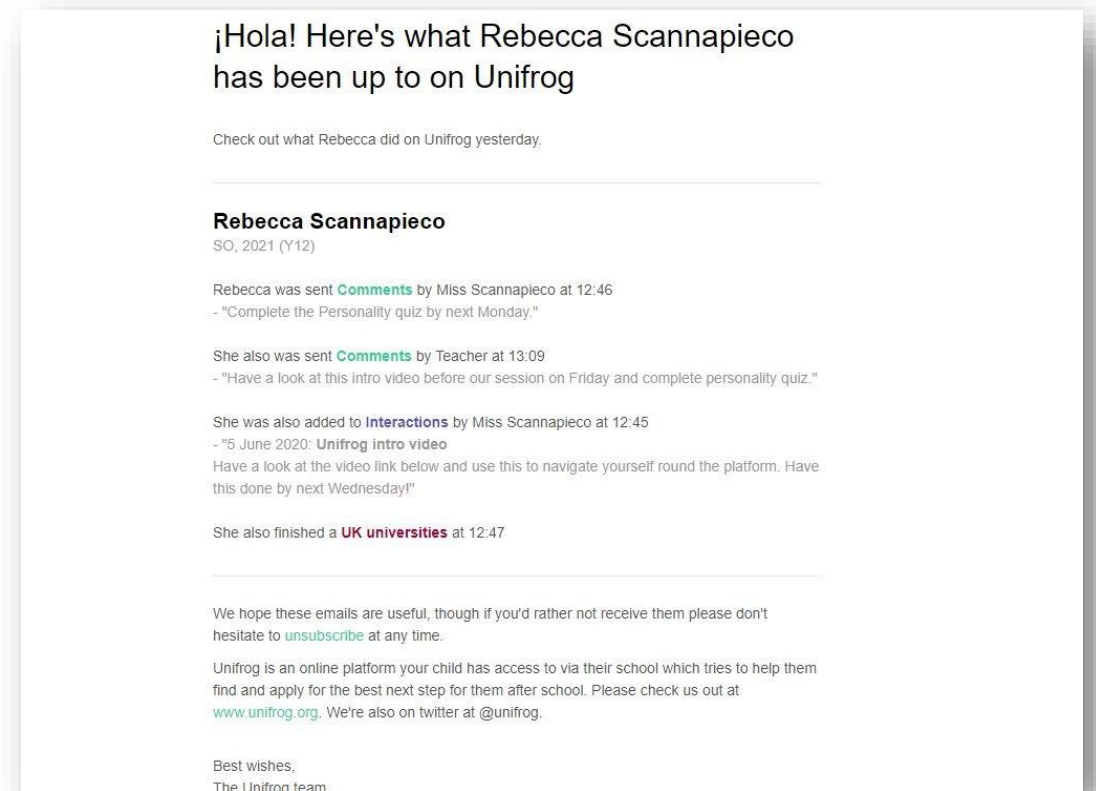 ¡Hola! Here's what Rebecca Scannapieco
has been up to on Unifrog
Check out what Rebecca did on Unifrog yesterday.
Rebecca Scannapieco
SO, 2021 (Y12)
Rebecca was sent Comments by Miss Scannapieco at 12:46
- "Complete the Personality quiz by next Monday."
She also was sent Comments by Teacher at 13:09
- "Have a look at this intro video before our session on Friday and complete personality quiz."
She was also added to Interactions by Miss Scannapieco at 12:45
- "5 June 2020: Unifrog intro video
Have a look at the video link below and use this to navigate yourself round the platform. Have
this done by next Wednesday!"
She also finished a UK universities at 12:47
We hope these emails are useful, though if you'd rather not receive them please don't
hesitate to unsubscribe at any time.
Unifrog is an online platform your child has access to via their school which tries to help them
find and apply for the best next step for them after school. Please check us out at
www.unifrog.org. We're also on twitter at @unifrog.
Best wishes,
The Unifrog team